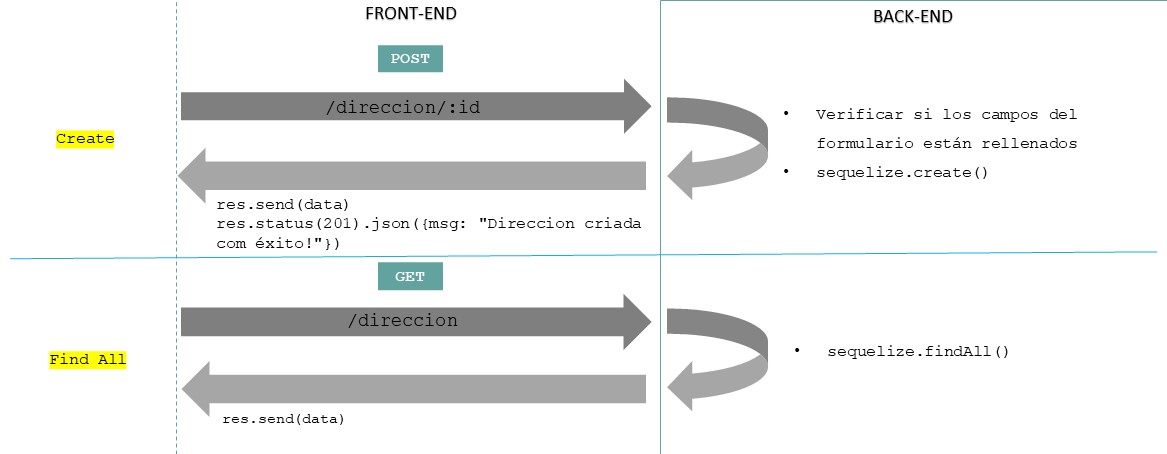 FRONT-END
BACK-END
POST
/direccion/:id
Create
• Verificar si los campos del
formulario están rellenados
• sequelize.create()
res.send(data)
res.status(201).json({msg: "Direccion criada
com éxito!"})
GET
/direccion
Find All
• sequelize.findAll()
res.send(data)